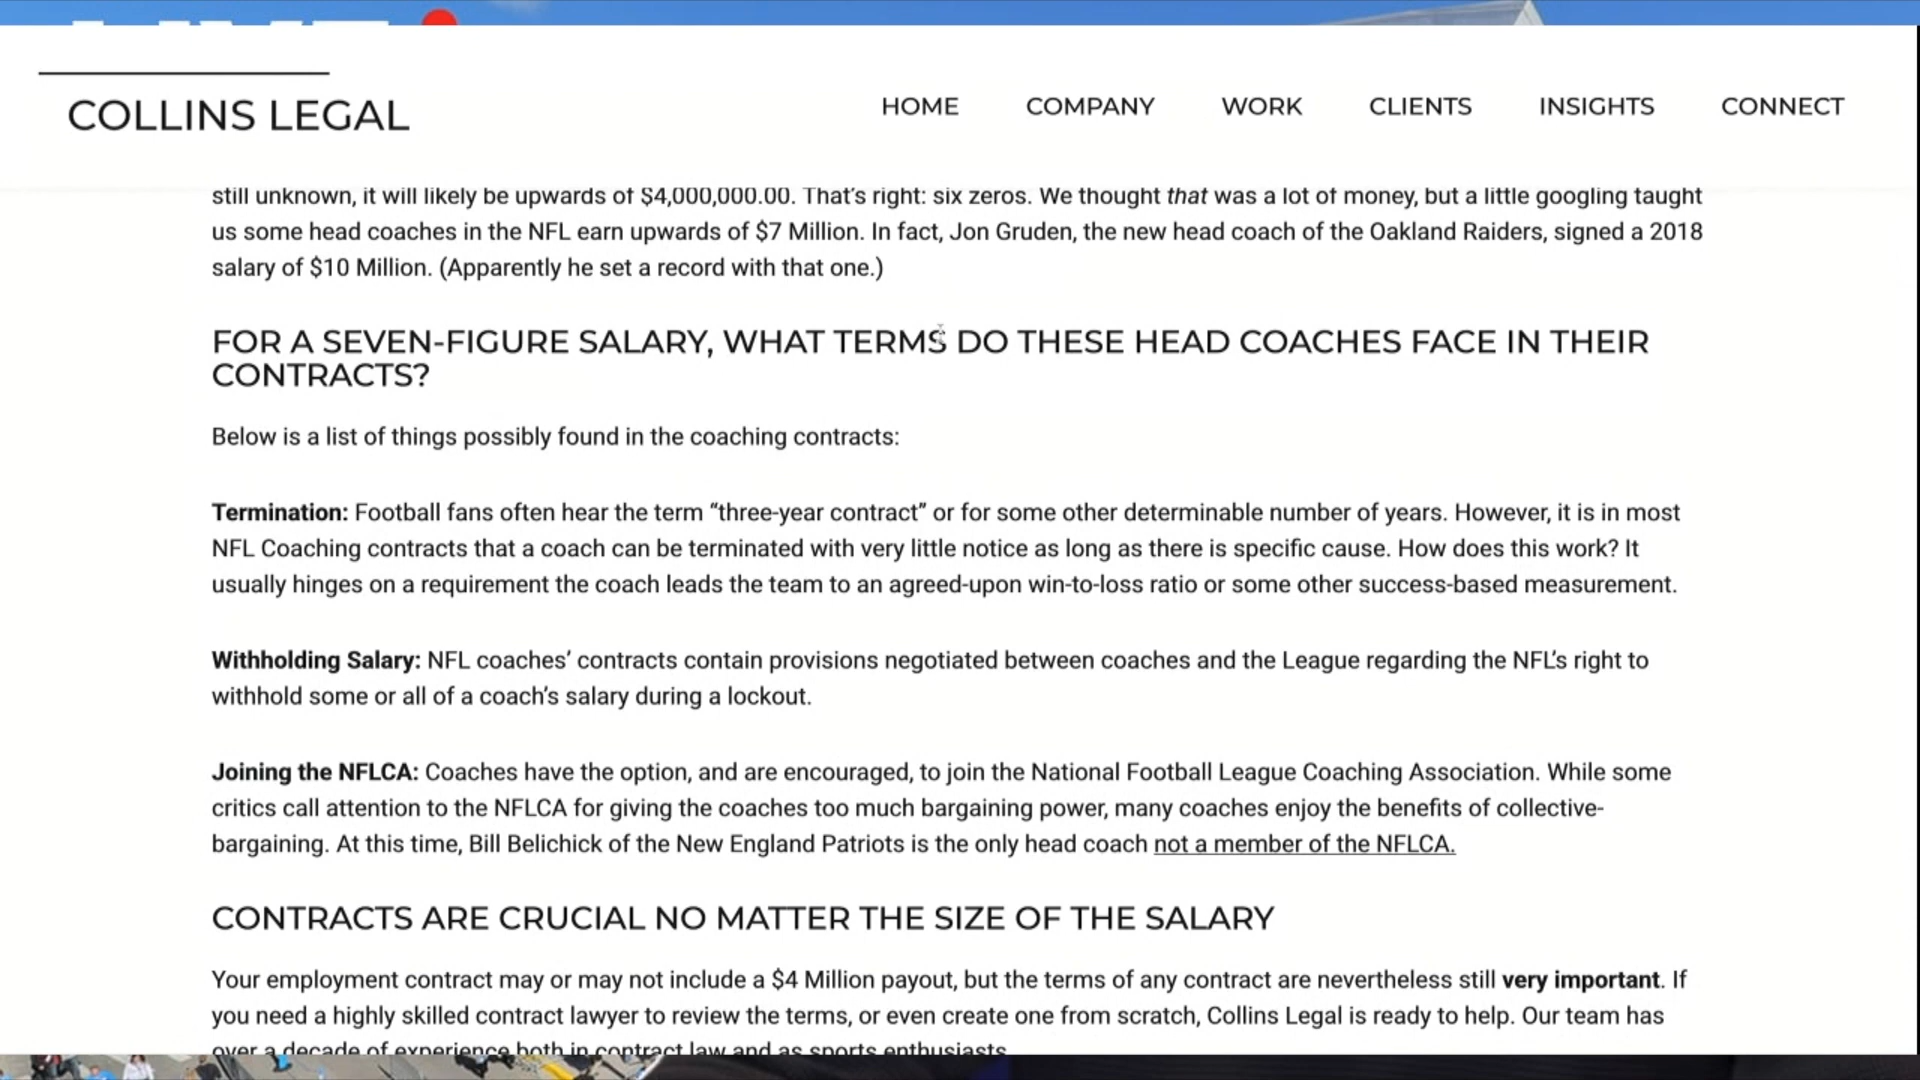 COLLINS LEGAL
HOME COMPANY WORK CLIENTS INSIGHTS CONNECT
still unknown, it will likely be upwards of $4,000,000.00. That’s right: six zeros. We thought that was a lot of money, but a little googling taught
us some head coaches in the NFL earn upwards of $7 Million. In fact, Jon Gruden, the new head coach of the Oakland Raiders, signed a 2018
salary of $10 Million. (Apparently he set a record with that one.)
FOR A SEVEN-FIGURE SALARY, WHAT TERMS DO THESE HEAD COACHES FACE IN THEIR
CONTRACTS?
Below is a list of things possibly found in the coaching contracts:
Termination: Football fans often hear the term “three-year contract” or for some other determinable number of years. However, it is in most
NFL Coaching contracts that a coach can be terminated with very little notice as long as there is specific cause. How does this work? It
usually hinges on a requirement the coach leads the team to an agreed-upon win-to-loss ratio or some other success-based measurement.
Withholding Salary: NFL coaches’ contracts contain provisions negotiated between coaches and the League regarding the NFL’s right to
withhold some or all of a coach’s salary during a lockout.
Joining the NFLCA: Coaches have the option, and are encouraged, to join the National Football League Coaching Association. While some
critics call attention to the NFLCA for giving the coaches too much bargaining power, many coaches enjoy the benefits of collective-
bargaining. At this time, Bill Belichick of the New England Patriots is the only head coach not a member of the NFLCA.
CONTRACTS ARE CRUCIAL NO MATTER THE SIZE OF THE SALARY
Your employment contract may or may not include a $4 Million payout, but the terms of any contract are nevertheless still very important. If
you need a highly skilled contract lawyer to review the terms, or even create one from scratch, Collins Legal is ready to help. Our team has
over a decade of experience both in contract law and as sports enthusiasts.